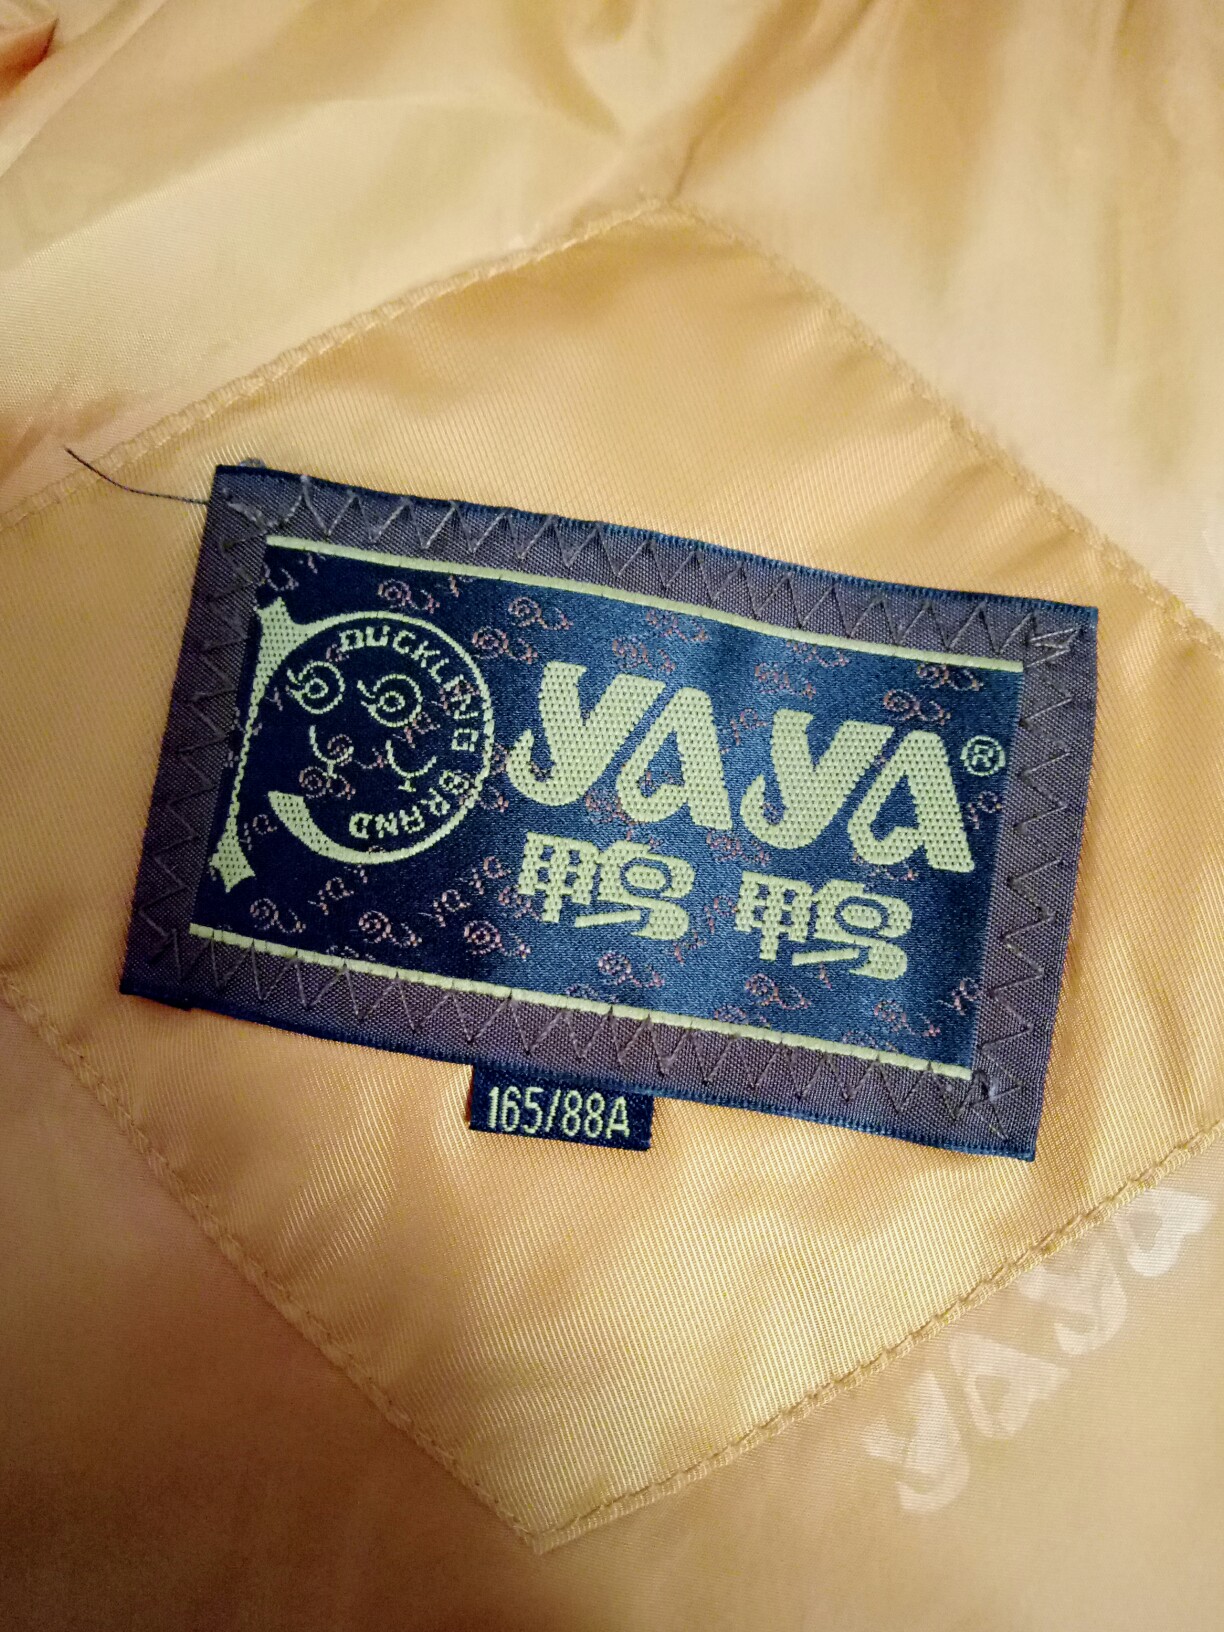 DUCKLING BRAND
YAYA®
鸭鸭
165/88A
YAYA